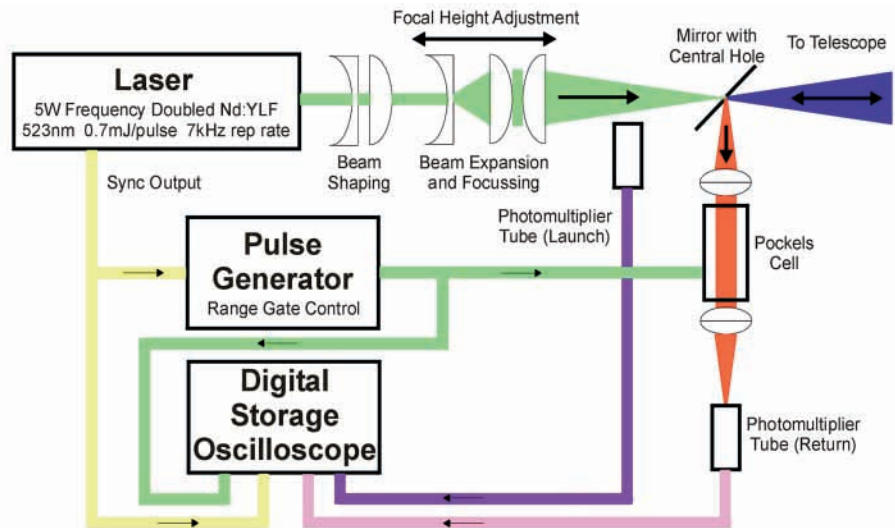 Focal Height Adjustment
Mirror with
Central Hole
To Telescope
Laser
5W Frequency Doubled Nd:YLF
523nm 0.7mJ/pulse 7kHz rep rate
Beam
Shaping
Beam Expansion
and Focussing
Sync Output
Photomultiplier
Tube (Launch)
Pulse
Generator
Range Gate Control
Pockels
Cell
Digital
Storage
Oscilloscope
Photomultiplier
Tube (Return)